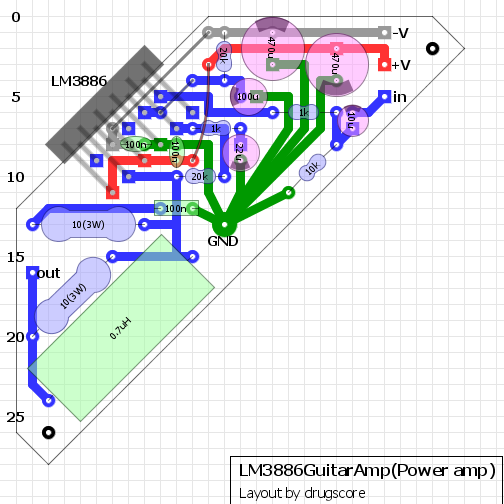 0
-V
20k
470u
470u
+V
LM3886
5
100u
in
1k
10u
1k
100n
100n
22u
10
20k
10k
100n
10(3W)
GND
15
out
10(3W)
0.7uH
20
25
LM3886GuitarAmp(Power amp)
Layout by drugscore